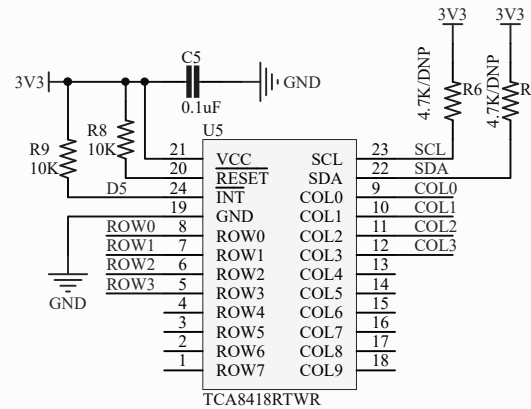 3V3
3V3
C5
3V3
GND
0.1uF
4.7K/DNP
R6
4.7K/DNP
R
R9
10K
R8
10K
U5
21 VCC SCL 23 SCL
20 RESET SDA 22 SDA
D5 24 INT COL0 9 COL0
19 GND COL1 10 COL1
ROW0 8 ROW0 COL2 11 COL2
ROW1 7 ROW1 COL3 12 COL3
ROW2 6 ROW2 COL4 13
ROW3 5 ROW3 COL5 14
4 ROW4 COL6 15
3 ROW5 COL7 16
2 ROW6 COL8 17
1 ROW7 COL9 18
GND
TCA8418RTWR